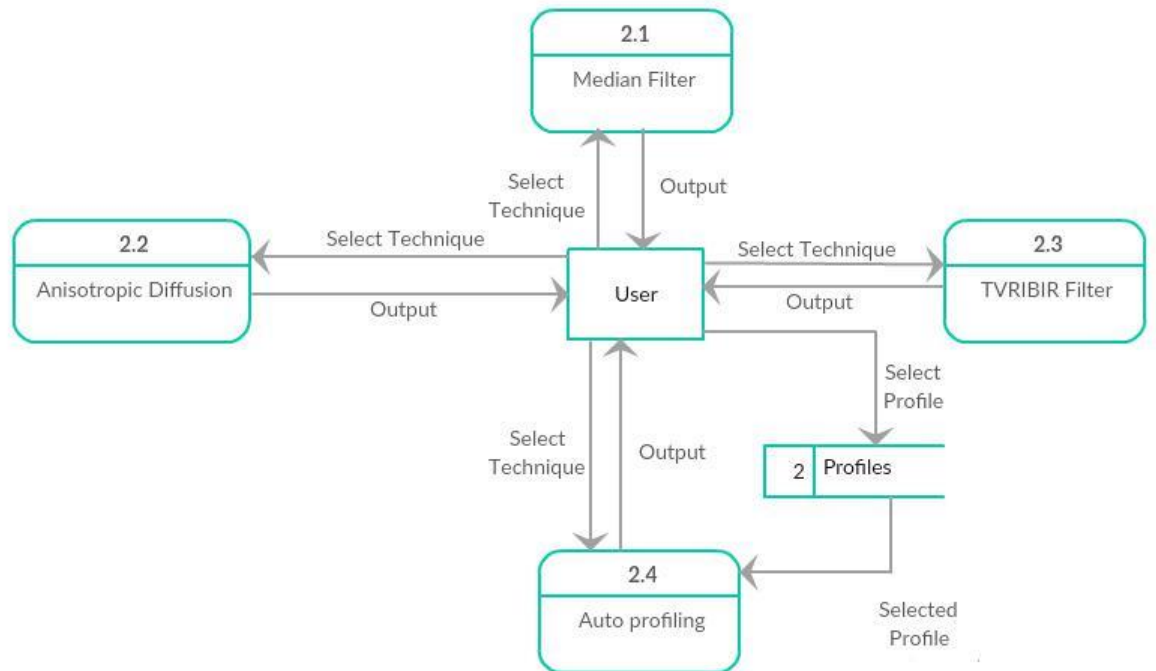 2.1
Median Filter
Select
Technique
Output
2.2
Anisotropic Diffusion
Select Technique
Output
User
Select Technique
Output
2.3
TVRIBIR Filter
Select
Profile
Select
Technique
Output
2
Profiles
2.4
Auto profiling
Selected
Profile